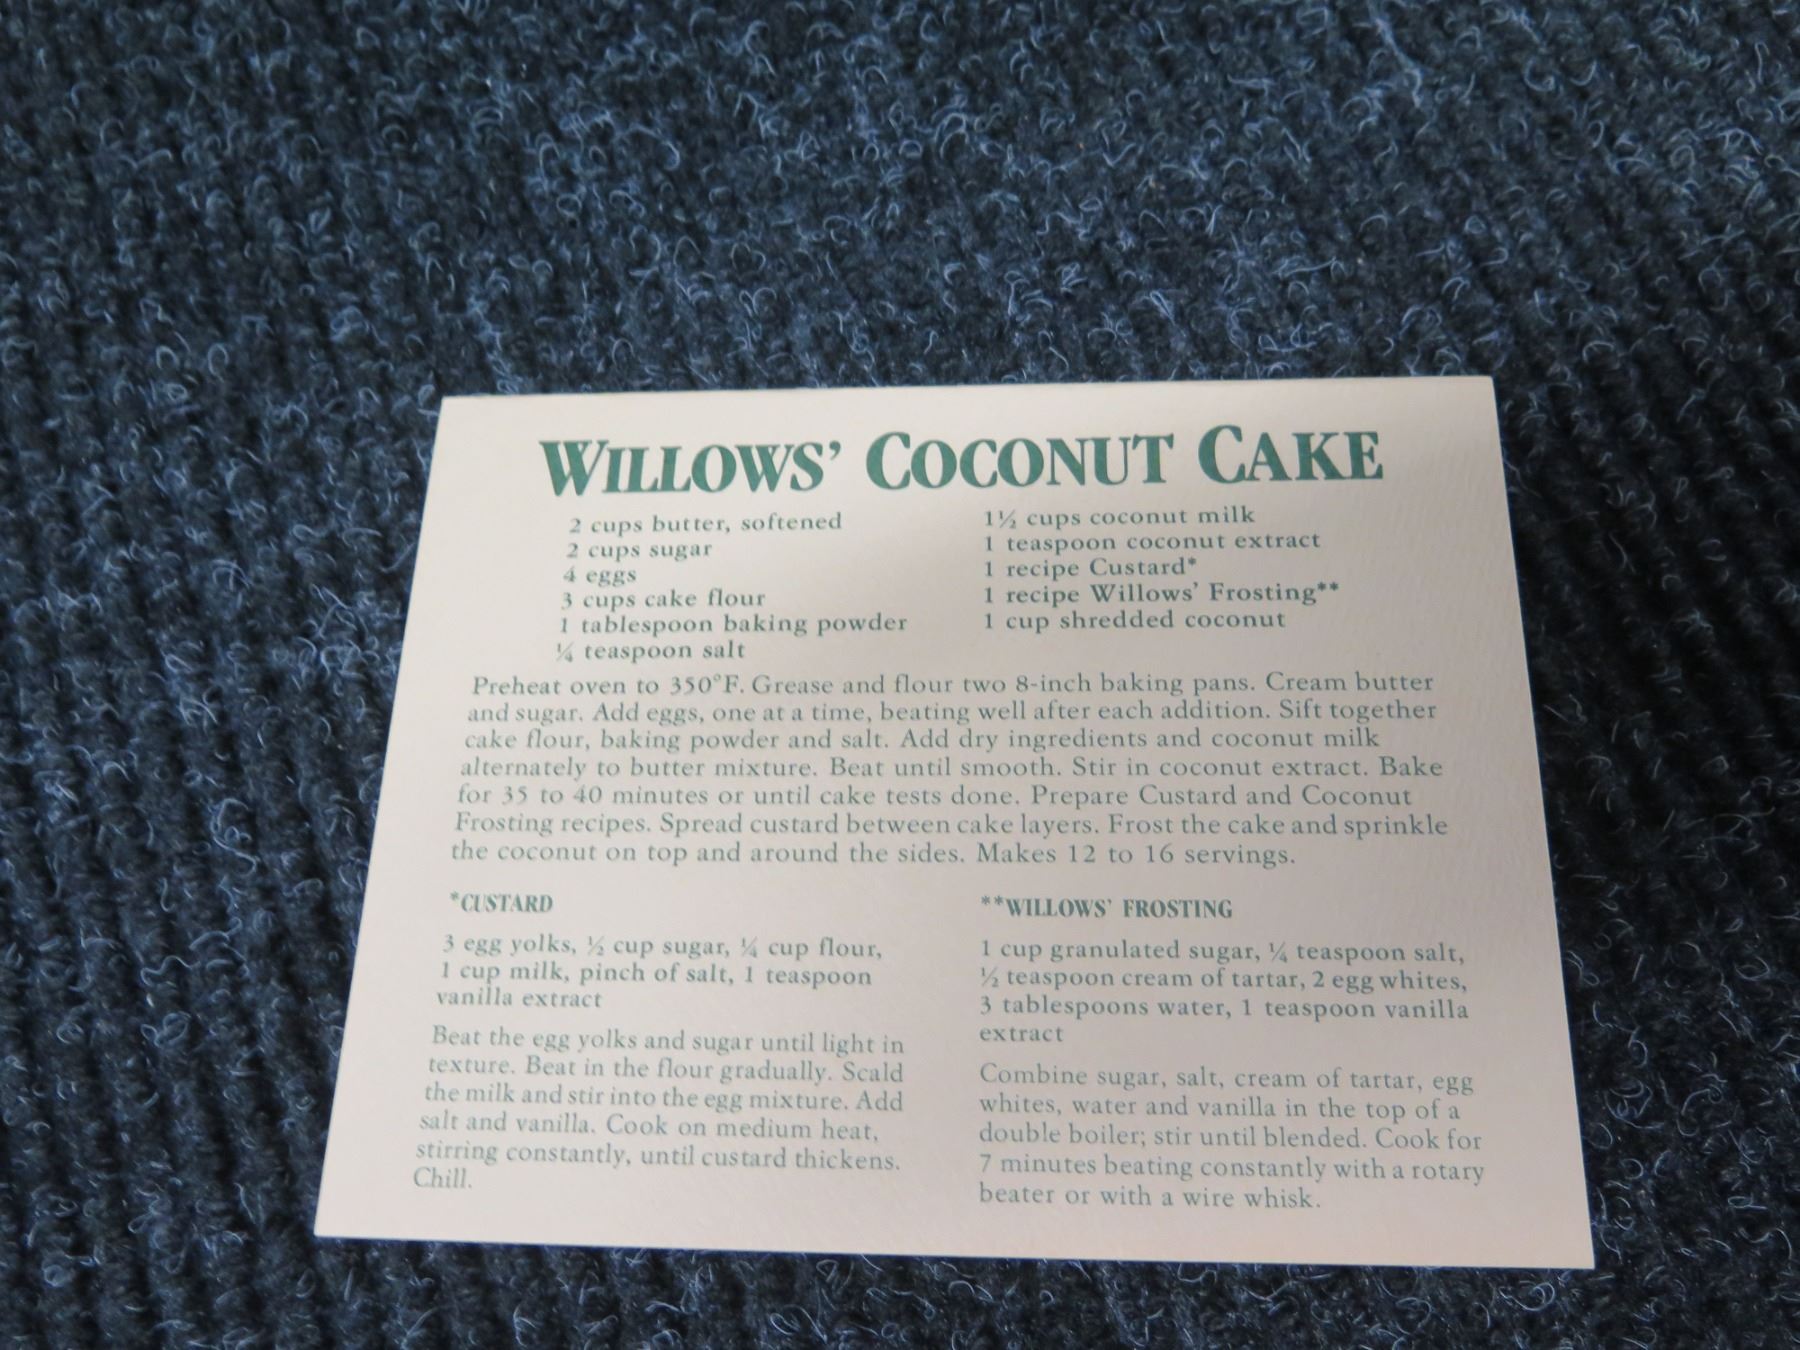 WILLOWS' COCONUT CAKE
2 cups butter, softened
2 cups sugar
4 eggs
3 cups cake flour
1 tablespoon baking powder
¼ teaspoon salt
1½ cups coconut milk
1 teaspoon coconut extract
1 recipe Custard*
1 recipe Willows' Frosting**
1 cup shredded coconut
Preheat oven to 350°F. Grease and flour two 8-inch baking pans. Cream butter
and sugar. Add eggs, one at a time, beating well after each addition. Sift together
cake flour, baking powder and salt. Add dry ingredients and coconut milk
alternately to butter mixture. Beat until smooth. Stir in coconut extract. Bake
for 35 to 40 minutes or until cake tests done. Prepare Custard and Coconut
Frosting recipes. Spread custard between cake layers. Frost the cake and sprinkle
the coconut on top and around the sides. Makes 12 to 16 servings.
*CUSTARD
3 egg yolks, ½ cup sugar, ¼ cup flour,
1 cup milk, pinch of salt, 1 teaspoon
vanilla extract
Beat the egg yolks and sugar until light in
texture. Beat in the flour gradually. Scald
the milk and stir into the egg mixture. Add
salt and vanilla. Cook on medium heat,
stirring constantly, until custard thickens.
Chill.
**WILLOWS' FROSTING
1 cup granulated sugar, ¼ teaspoon salt,
½ teaspoon cream of tartar, 2 egg whites,
3 tablespoons water, 1 teaspoon vanilla
extract
Combine sugar, salt, cream of tartar, egg
whites, water and vanilla in the top of a
double boiler; stir until blended. Cook for
7 minutes beating constantly with a rotary
beater or with a wire whisk.